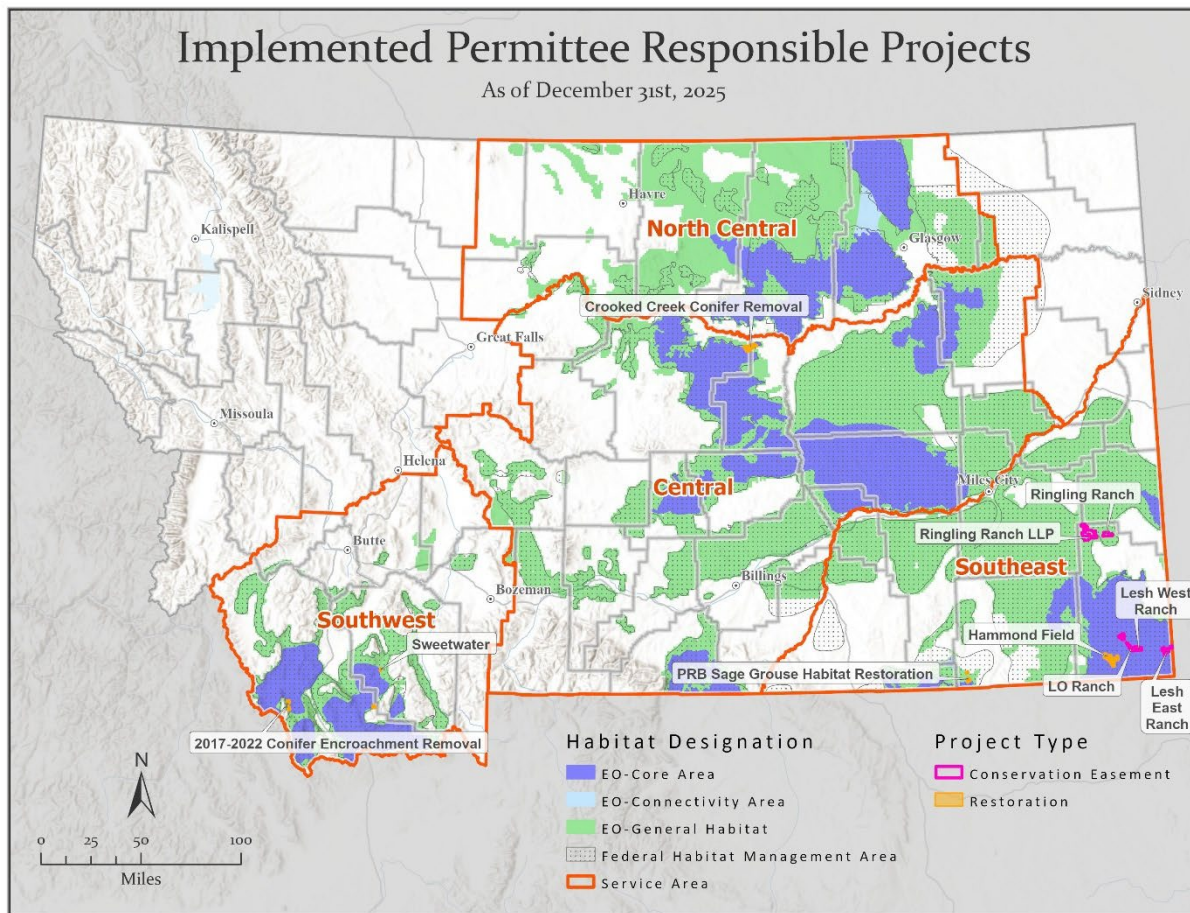 Implemented Permittee Responsible Projects
As of December 31st, 2025
Havre
Kalispell
North Central
Glasgow
Crooked Creek Conifer Removal
Sidney
Great Falls
Missoula
Helena
Miles City
Central
Ringling Ranch
Ringling Ranch LLP
Butte
Southeast
Billings
Bozeman
Lesh West
Ranch
Southwest
Sweetwater
Hammond Field
PRB Sage Grouse Habitat Restoration
LO Ranch
Lesh
East
Ranch
2017-2022 Conifer Encroachment Removal
N
0 25 50 100
Miles
Habitat Designation
EO-Core Area
EO-Connectivity Area
EO-General Habitat
Federal Habitat Management Area
Service Area
Project Type
Conservation Easement
Restoration